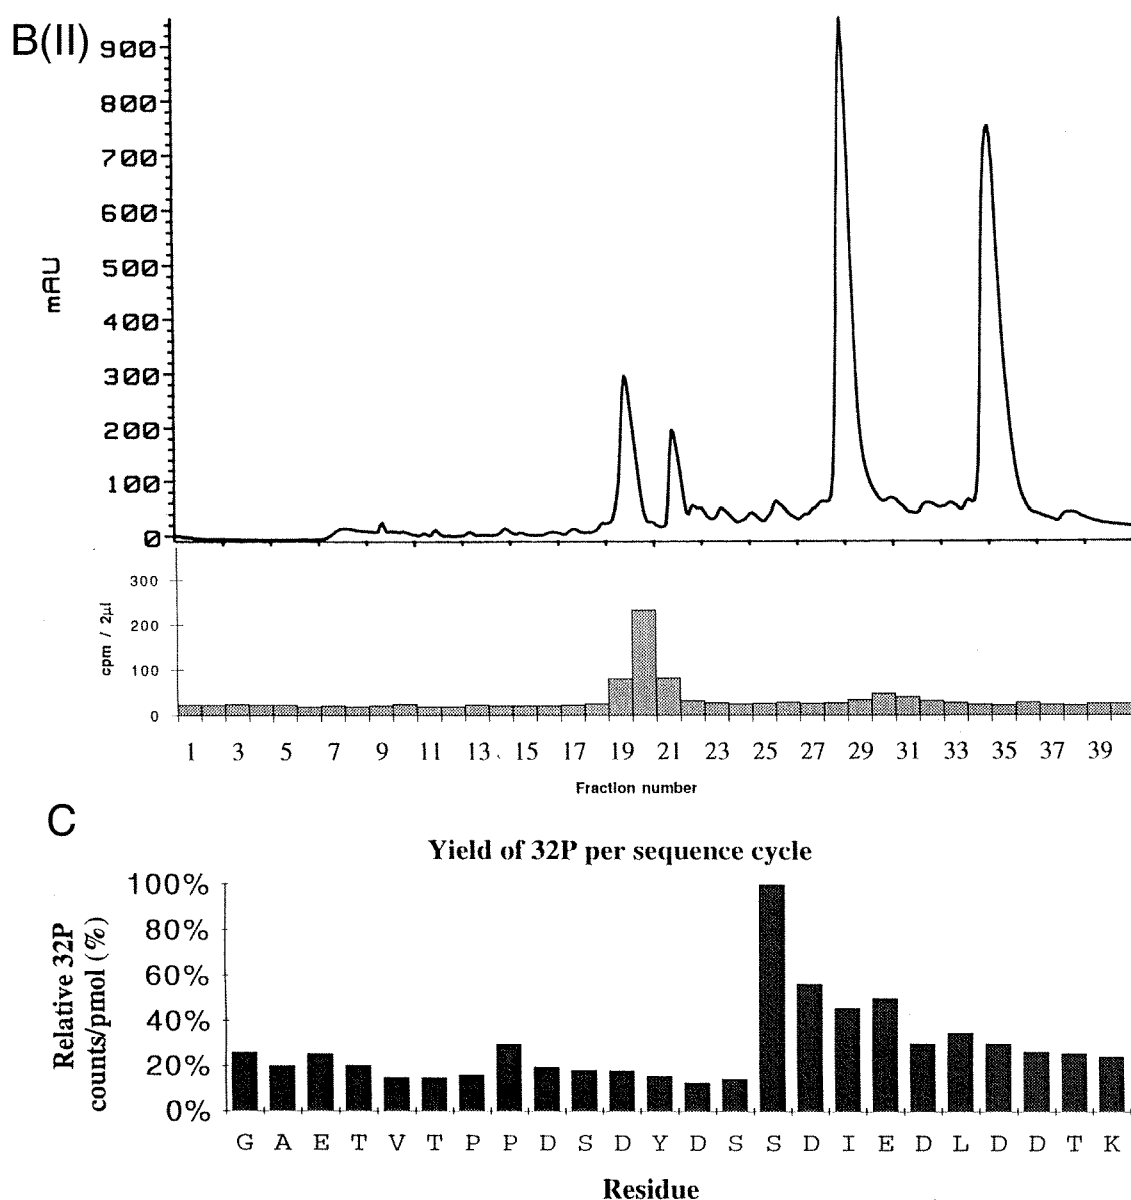 B(II)
900
800
700
600
500
400
300
200
100
0
mAU
300
200
100
0
cpm / 2µl
1 3 5 7 9 11 13 15 17 19 21 23 25 27 29 31 33 35 37 39
Fraction number
C
Yield of 32P per sequence cycle
100%
80%
60%
40%
20%
0%
Relative 32P
counts/pmol (%)
G A E T V T P P D S D Y D S S D I E D L D D T K
Residue